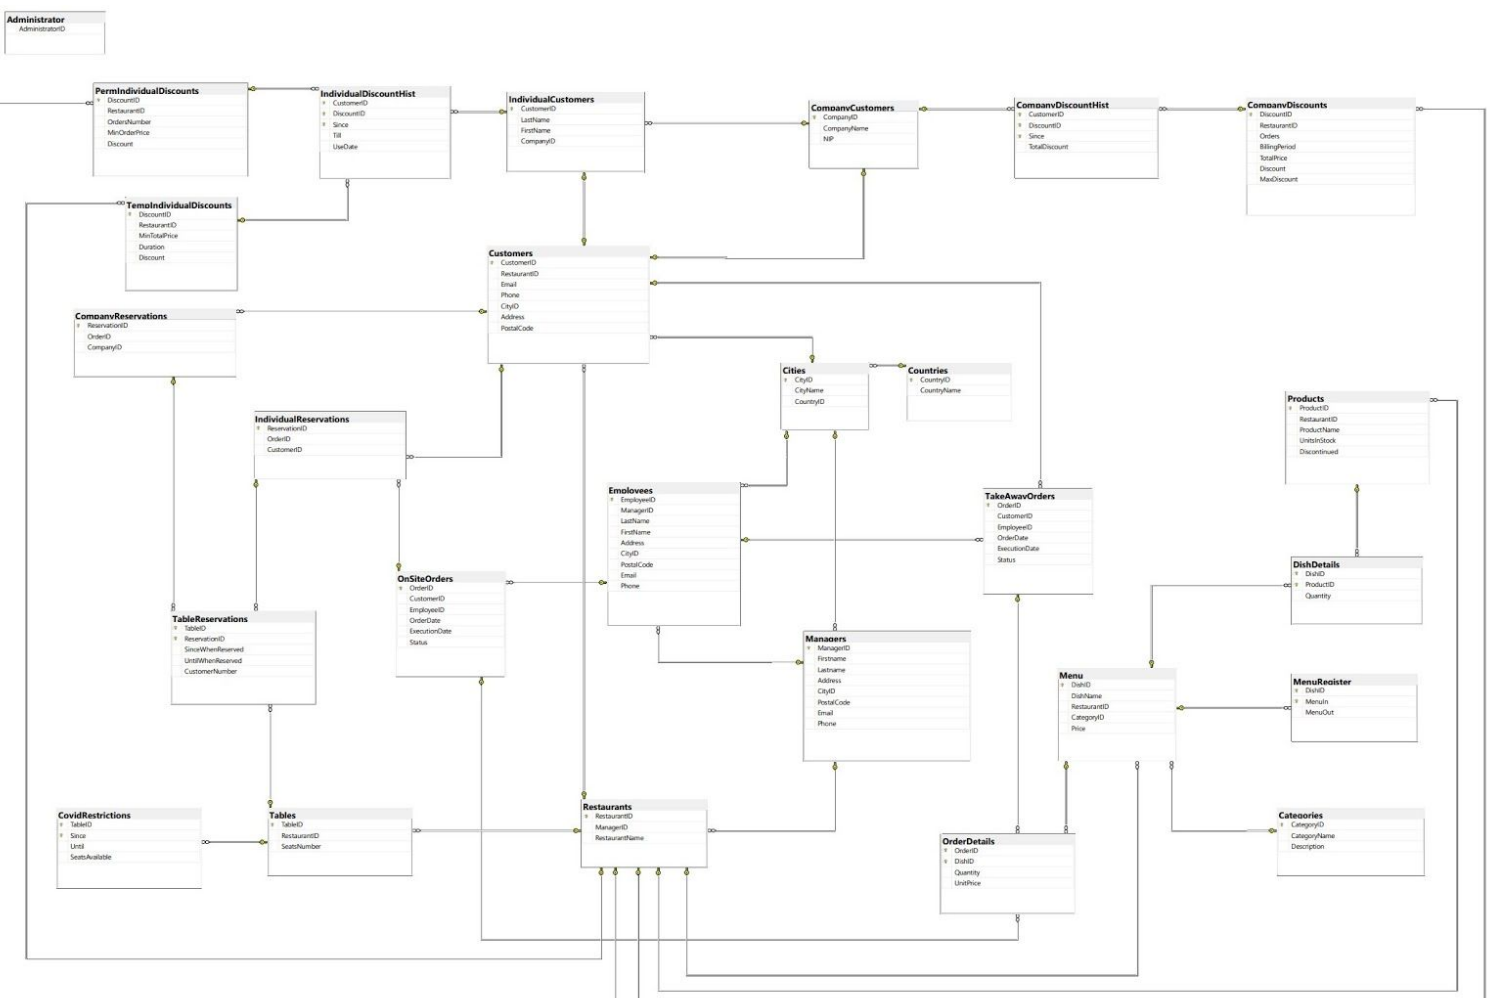 Administrator
AdministratorID
PermIndividualDiscounts
DiscountID
RestaurantID
OrdersNumber
MinOrderPrice
Discount
IndividualDiscountHist
CustomerID
DiscountID
Since
Till
UseDate
IndividualCustomers
CustomerID
LastName
FirstName
CompanyID
CompanyCustomers
CompanyID
CompanyName
NIP
CompanyDiscountHist
CustomerID
DiscountID
Since
TotalDiscount
CompanyDiscounts
DiscountID
RestaurantID
Orders
BillingPeriod
TotalPrice
Discount
MaxDiscount
TempIndividualDiscounts
DiscountID
RestaurantID
MinTotalPrice
Duration
Discount
Customers
CustomerID
RestaurantID
Email
Phone
CityID
Address
PostalCode
CompanyReservations
ReservationID
OrderID
CompanyID
Cities
CityID
CityName
CountryID
Countries
CountryID
CountryName
Products
ProductID
RestaurantID
ProductName
UnitsInStock
Discontinued
IndividualReservations
ReservationID
OrderID
CustomerID
Employees
EmployeeID
ManagerID
LastName
FirstName
Address
CityID
PostalCode
Email
Phone
TakeAwayOrders
OrderID
CustomerID
EmployeeID
OrderDate
ExecutionDate
Status
DishDetails
DishID
ProductID
Quantity
OnSiteOrders
OrderID
CustomerID
EmployeeID
OrderDate
ExecutionDate
Status
TableReservations
TableID
ReservationID
SinceWhenReserved
UntilWhenReserved
CustomerNumber
Managers
ManagerID
Firstname
Lastname
Address
CityID
PostalCode
Email
Phone
Menu
DishID
DishName
RestaurantID
CategoryID
Price
MenuRegister
DishID
MenuIn
MenuOut
CovidRestrictions
TableID
Since
Until
SeatsAvailable
Tables
TableID
RestaurantID
SeatsNumber
Restaurants
RestaurantID
ManagerID
RestaurantName
OrderDetails
OrderID
DishID
Quantity
UnitPrice
Categories
CategoryID
CategoryName
Description